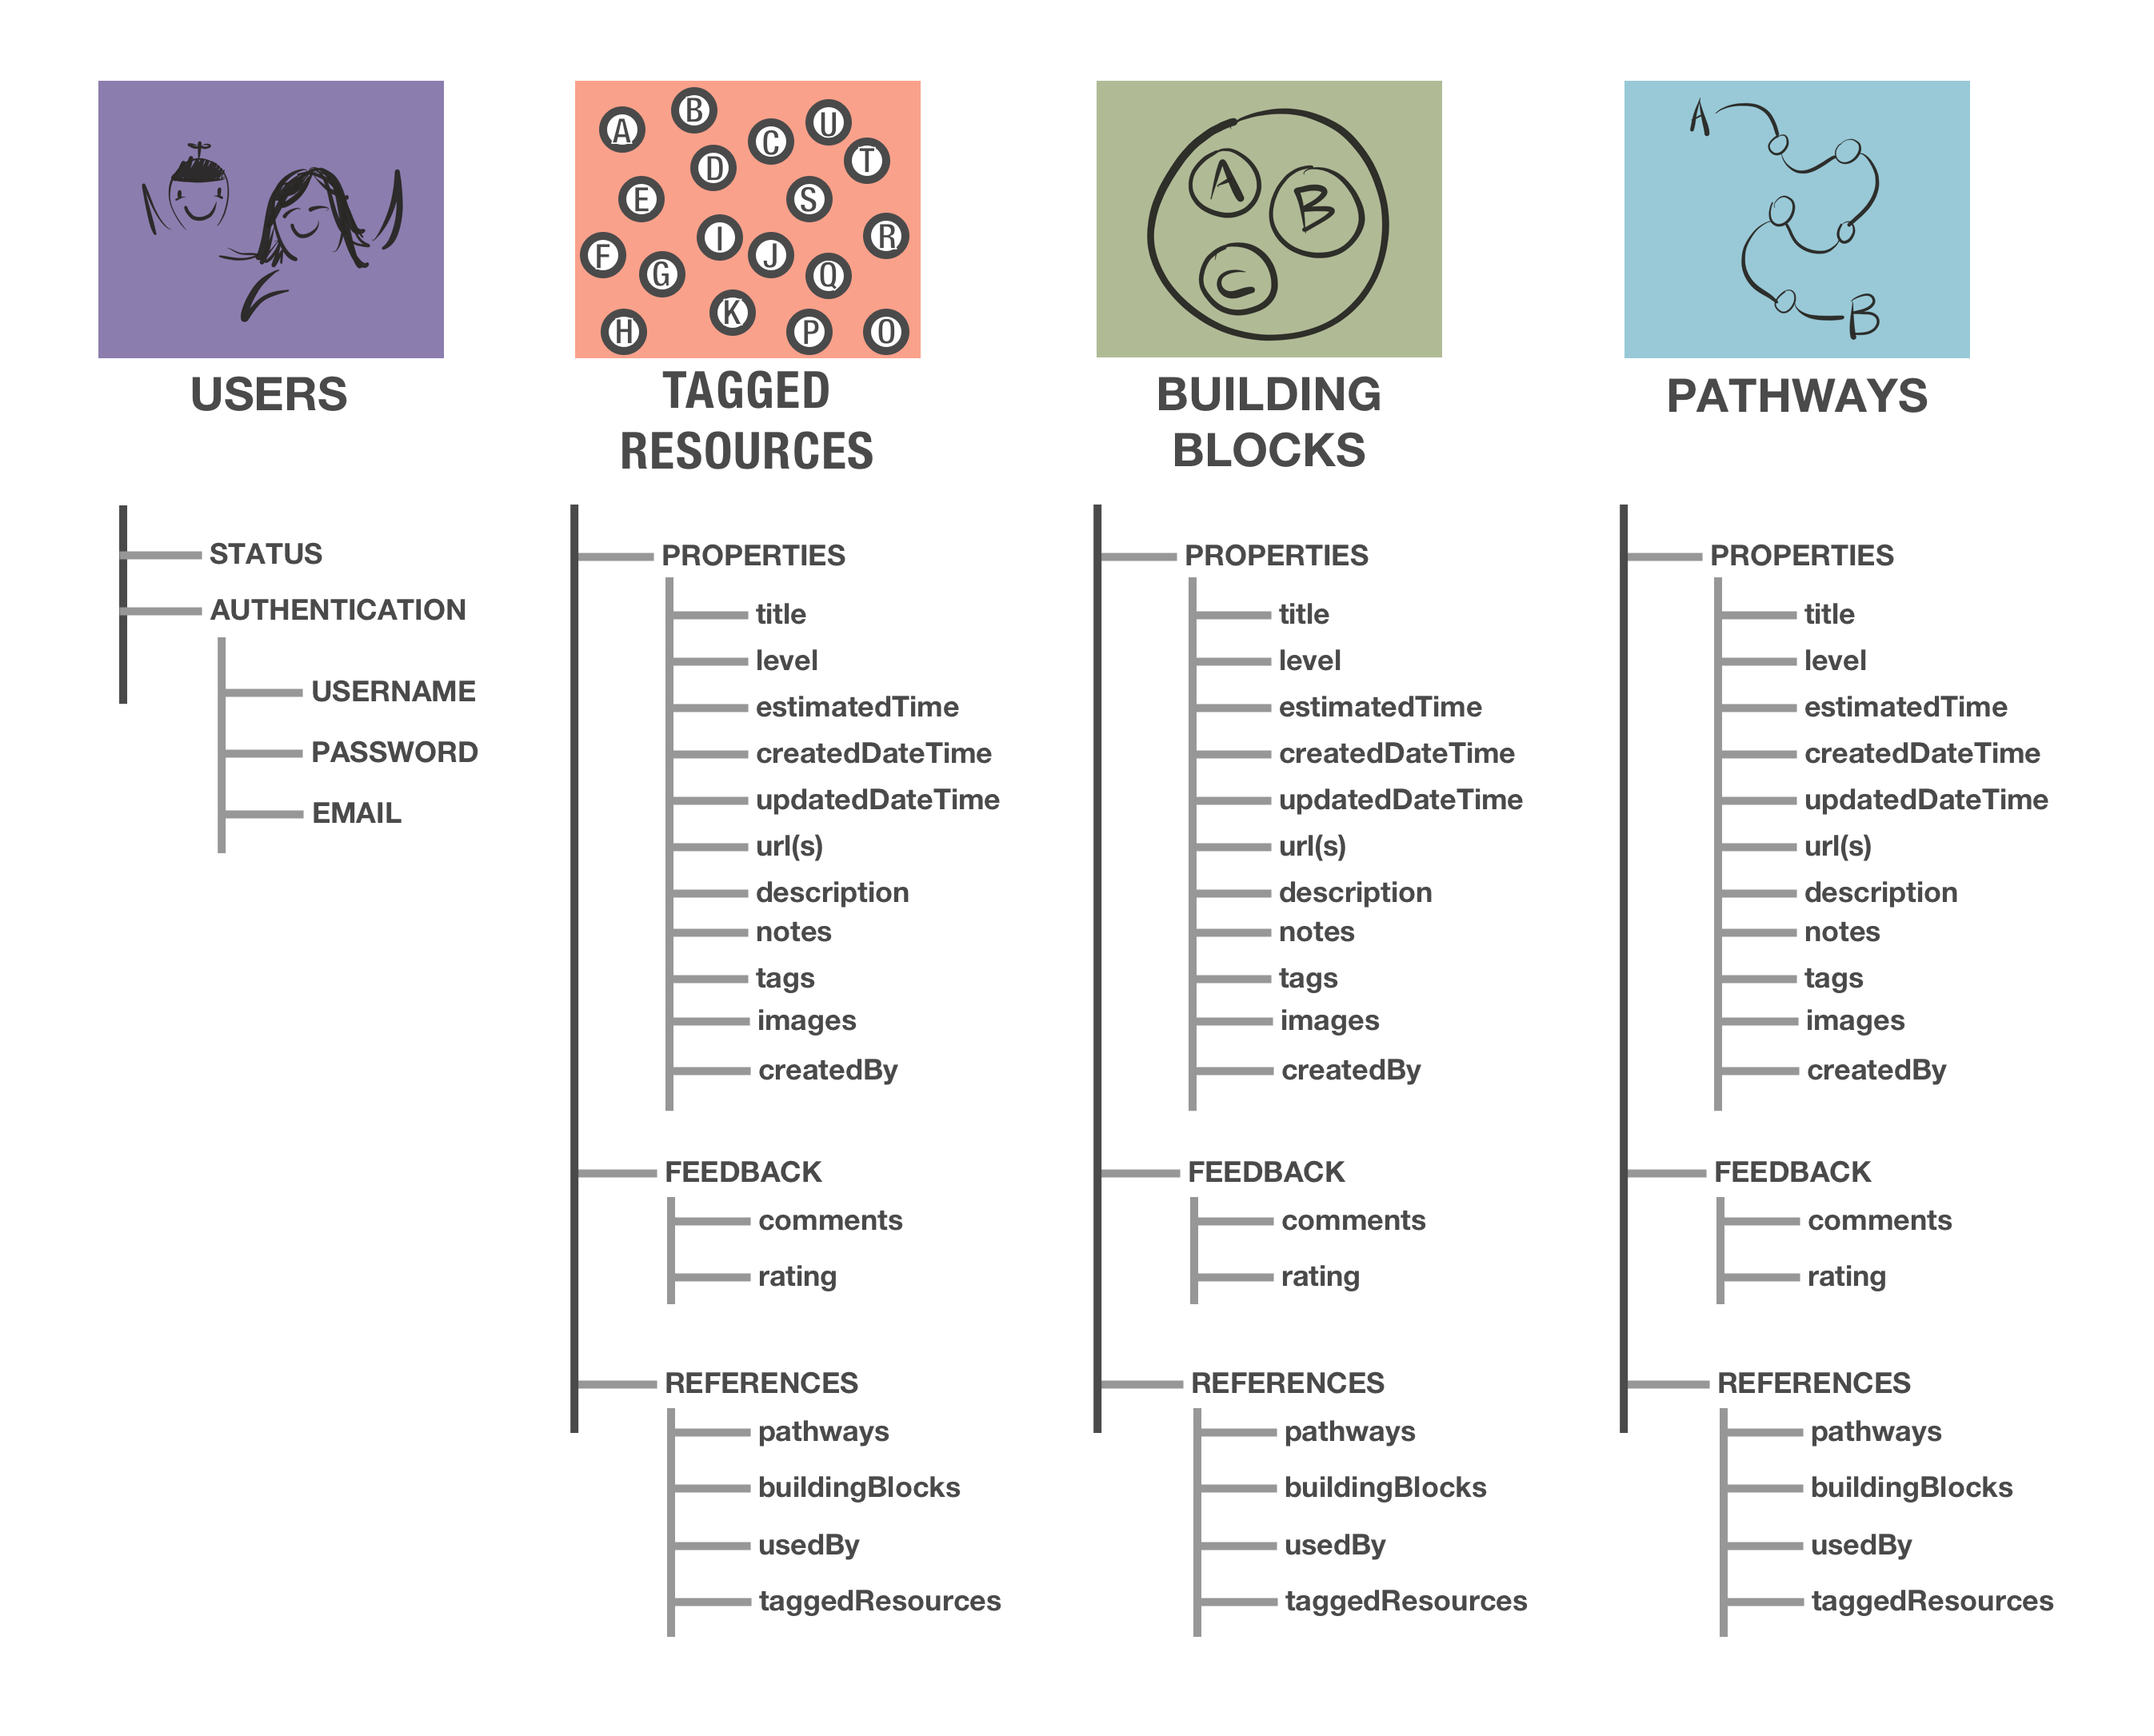 A
B
C
U
D
T
E
S
I
J
R
F
G
Q
K
H
P
O
A
B
C
A
B
USERS
TAGGED
RESOURCES
BUILDING
BLOCKS
PATHWAYS
STATUS
AUTHENTICATION
USERNAME
PASSWORD
EMAIL
PROPERTIES
title
level
estimatedTime
createdDateTime
updatedDateTime
url(s)
description
notes
tags
images
createdBy
FEEDBACK
comments
rating
REFERENCES
pathways
buildingBlocks
usedBy
taggedResources
PROPERTIES
title
level
estimatedTime
createdDateTime
updatedDateTime
url(s)
description
notes
tags
images
createdBy
FEEDBACK
comments
rating
REFERENCES
pathways
buildingBlocks
usedBy
taggedResources
PROPERTIES
title
level
estimatedTime
createdDateTime
updatedDateTime
url(s)
description
notes
tags
images
createdBy
FEEDBACK
comments
rating
REFERENCES
pathways
buildingBlocks
usedBy
taggedResources